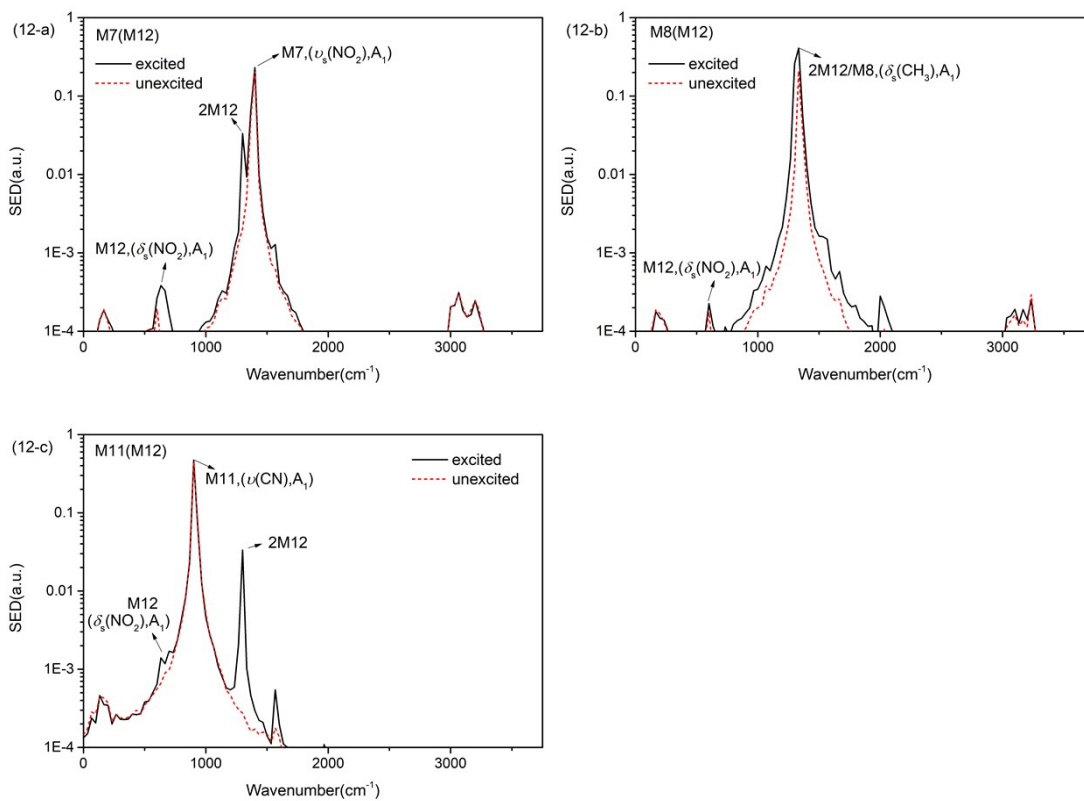 (12-a)
M7(M12)
excited
unexcited
M7,(υs(NO2),A1)
2M12
M12,(δs(NO2),A1)
SED(a.u.)
1
0.1
0.01
1E-3
1E-4
0
1000
2000
3000
Wavenumber(cm-1)
(12-b)
M8(M12)
excited
unexcited
2M12/M8,(δs(CH3),A1)
M12,(δs(NO2),A1)
SED(a.u.)
1
0.1
0.01
1E-3
1E-4
0
1000
2000
3000
Wavenumber(cm-1)
(12-c)
M11(M12)
excited
unexcited
M11,(υ(CN),A1)
2M12
M12
(δs(NO2),A1)
SED(a.u.)
1
0.1
0.01
1E-3
1E-4
0
1000
2000
3000
Wavenumber(cm-1)